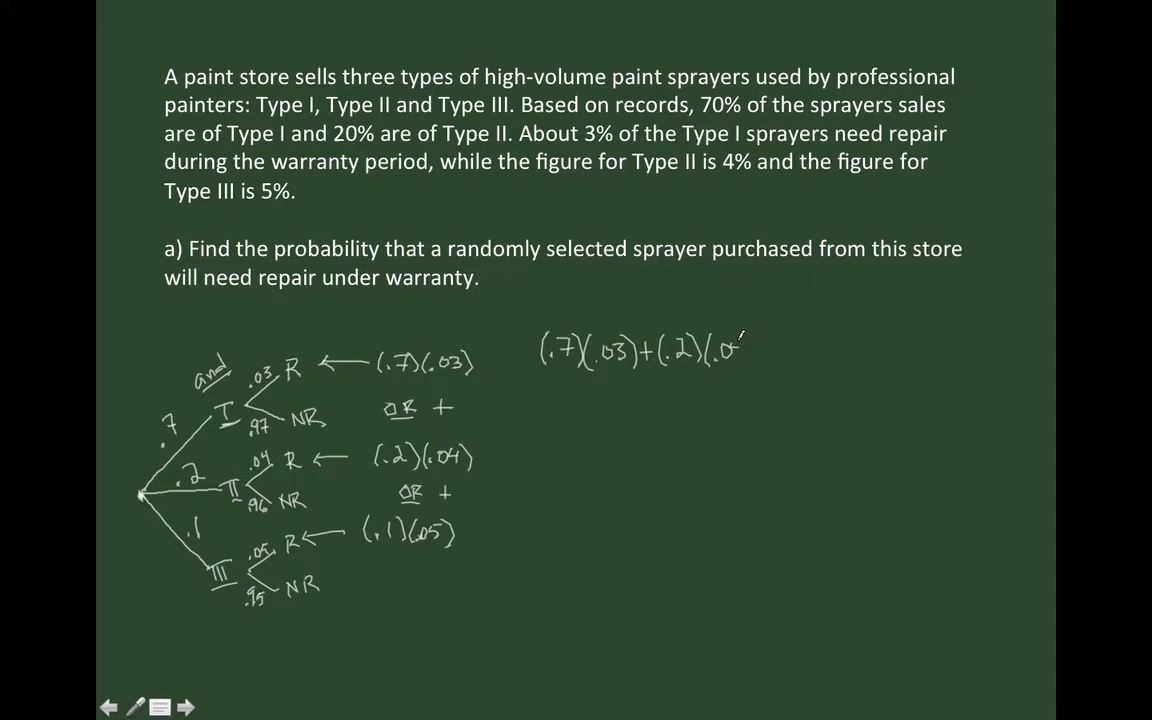 A paint store sells three types of high-volume paint sprayers used by professional
painters: Type I, Type II and Type III. Based on records, 70% of the sprayers sales
are of Type I and 20% are of Type II. About 3% of the Type I sprayers need repair
during the warranty period, while the figure for Type II is 4% and the figure for
Type III is 5%.
a) Find the probability that a randomly selected sprayer purchased from this store
will need repair under warranty.
(.7)(.03)+(.2)(.0
and
.03 R ← (.7)(.03)
.7 I OR +
.97 NR
.04 R ← (.2)(.04)
.2 II
.96 NR OR +
.1 .05 R ← (.1)(.05)
III
.95 NR